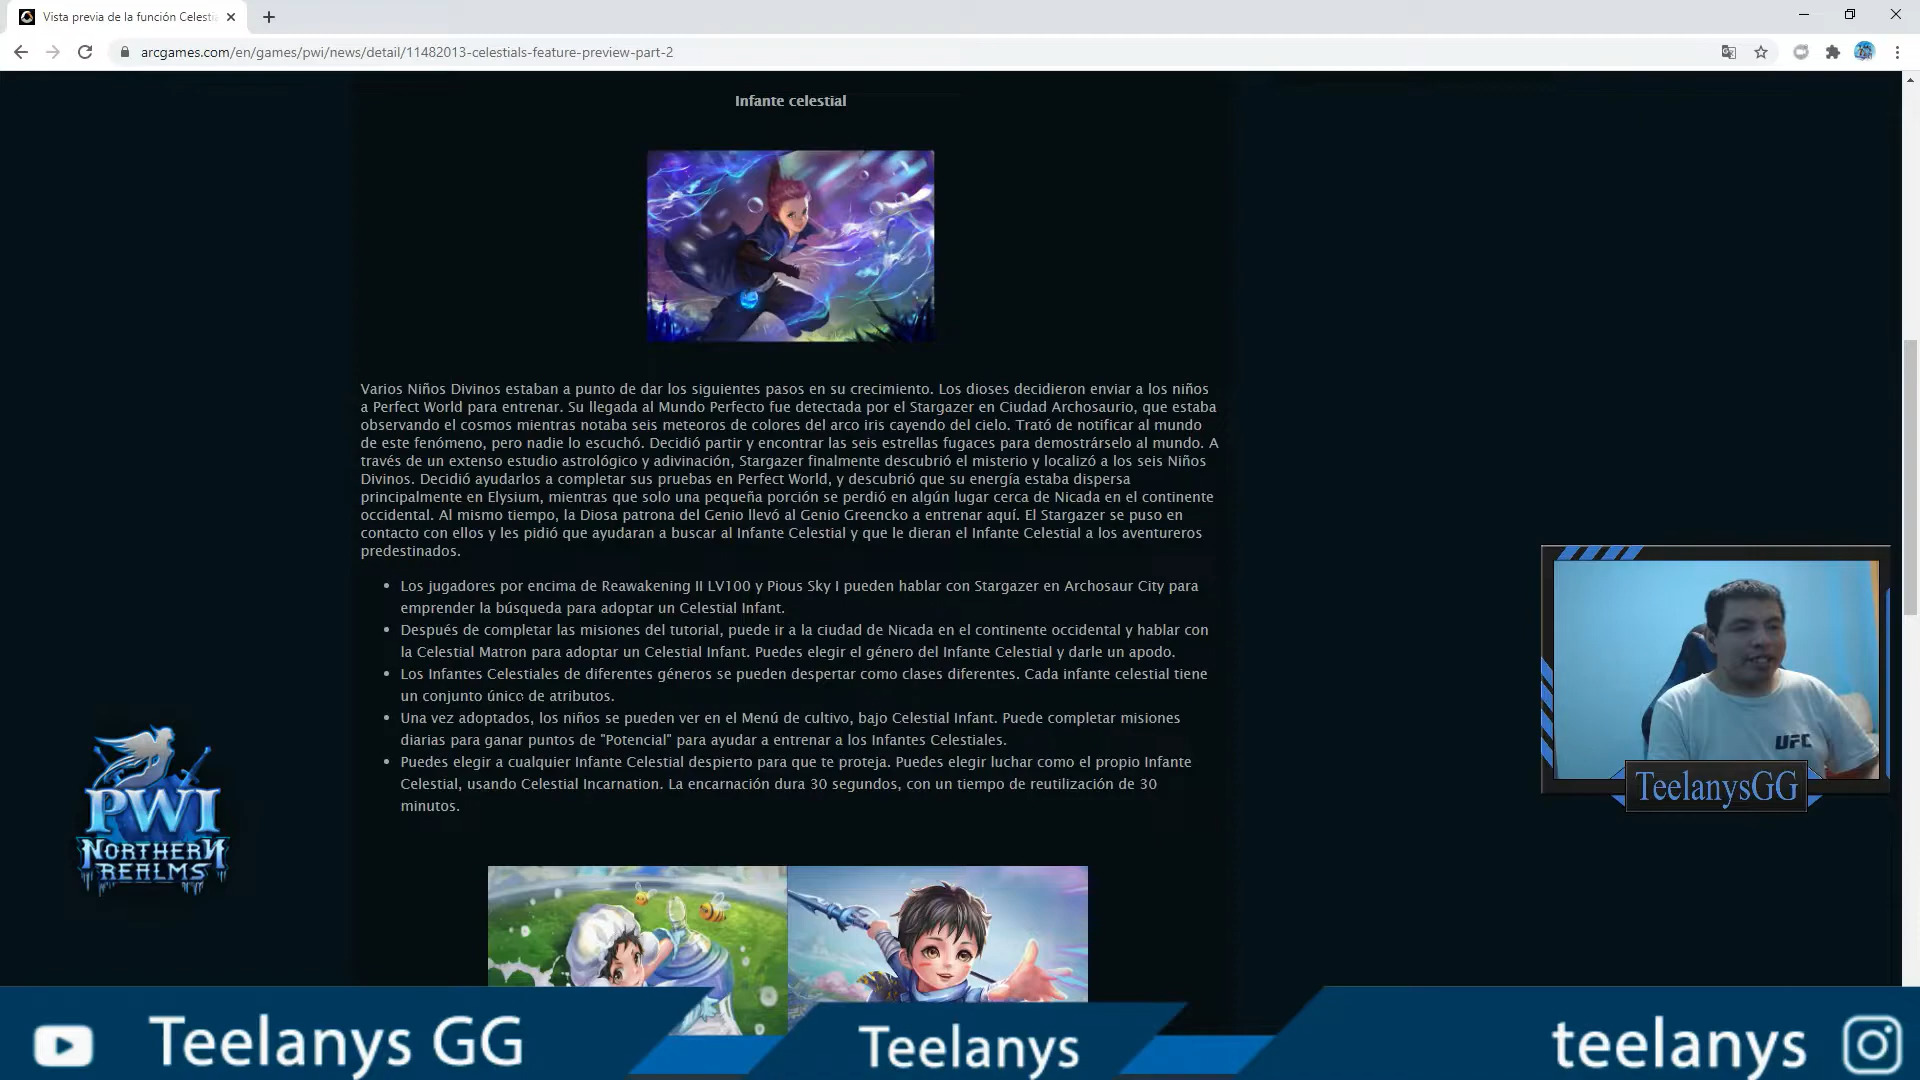 Vista previa de la función Celestia
arcgames.com/en/games/pwi/news/detail/11482013-celestials-feature-preview-part-2
Infante celestial
Varios Niños Divinos estaban a punto de dar los siguientes pasos en su crecimiento. Los dioses decidieron enviar a los niños
a Perfect World para entrenar. Su llegada al Mundo Perfecto fue detectada por el Stargazer en Ciudad Archosaurio, que estaba
observando el cosmos mientras notaba seis meteoros de colores del arco iris cayendo del cielo. Trató de notificar al mundo
de este fenómeno, pero nadie lo escuchó. Decidió partir y encontrar las seis estrellas fugaces para demostrárselo al mundo. A
través de un extenso estudio astrológico y adivinación, Stargazer finalmente descubrió el misterio y localizó a los seis Niños
Divinos. Decidió ayudarlos a completar sus pruebas en Perfect World, y descubrió que su energía estaba dispersa
principalmente en Elysium, mientras que solo una pequeña porción se perdió en algún lugar cerca de Nicada en el continente
occidental. Al mismo tiempo, la Diosa patrona del Genio llevó al Genio Greencko a entrenar aquí. El Stargazer se puso en
contacto con ellos y les pidió que ayudaran a buscar al Infante Celestial y que le dieran el Infante Celestial a los aventureros
predestinados.
• Los jugadores por encima de Reawakening II LV100 y Pious Sky I pueden hablar con Stargazer en Archosaur City para
emprender la búsqueda para adoptar un Celestial Infant.
• Después de completar las misiones del tutorial, puede ir a la ciudad de Nicada en el continente occidental y hablar con
la Celestial Matron para adoptar un Celestial Infant. Puedes elegir el género del Infante Celestial y darle un apodo.
• Los Infantes Celestiales de diferentes géneros se pueden despertar como clases diferentes. Cada infante celestial tiene
un conjunto único de atributos.
• Una vez adoptados, los niños se pueden ver en el Menú de cultivo, bajo Celestial Infant. Puede completar misiones
diarias para ganar puntos de "Potencial" para ayudar a entrenar a los Infantes Celestiales.
• Puedes elegir a cualquier Infante Celestial despierto para que te proteja. Puedes elegir luchar como el propio Infante
Celestial, usando Celestial Incarnation. La encarnación dura 30 segundos, con un tiempo de reutilización de 30
minutos.
UFC
TeelanysGG
PWI
NORTHERN
REALMS
Teelanys GG
Teelanys
teelanys